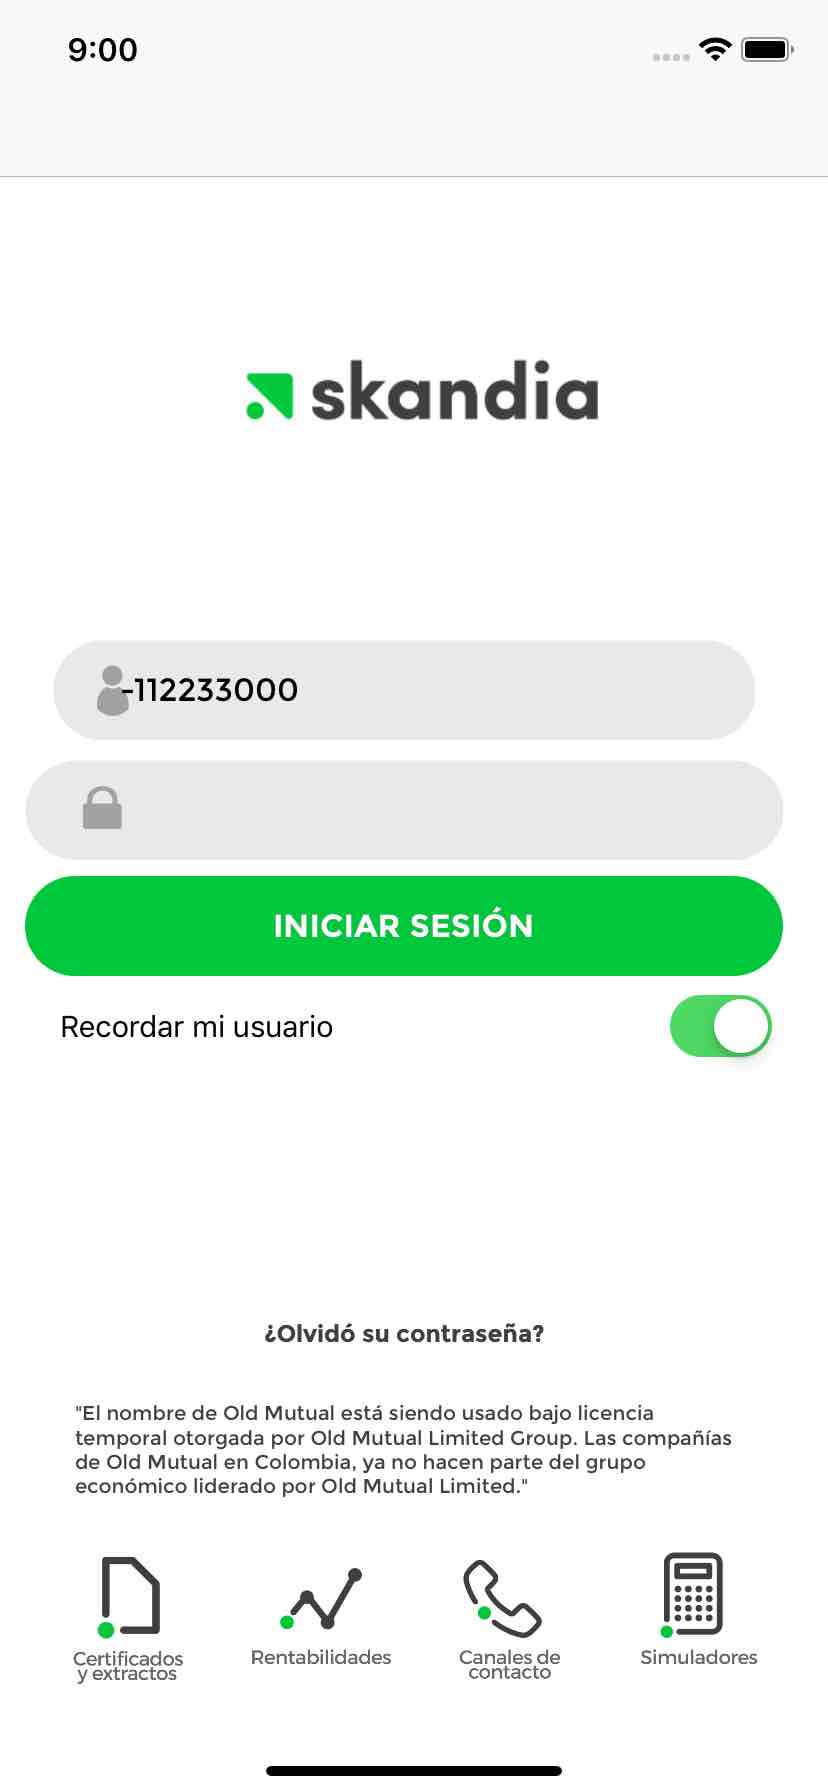 9:00
skandia
-112233000
INICIAR SESIÓN
Recordar mi usuario
¿Olvidó su contraseña?
"El nombre de Old Mutual está siendo usado bajo licencia
temporal otorgada por Old Mutual Limited Group. Las compañías
de Old Mutual en Colombia, ya no hacen parte del grupo
económico liderado por Old Mutual Limited."
Certificados
y extractos
Rentabilidades
Canales de
contacto
Simuladores